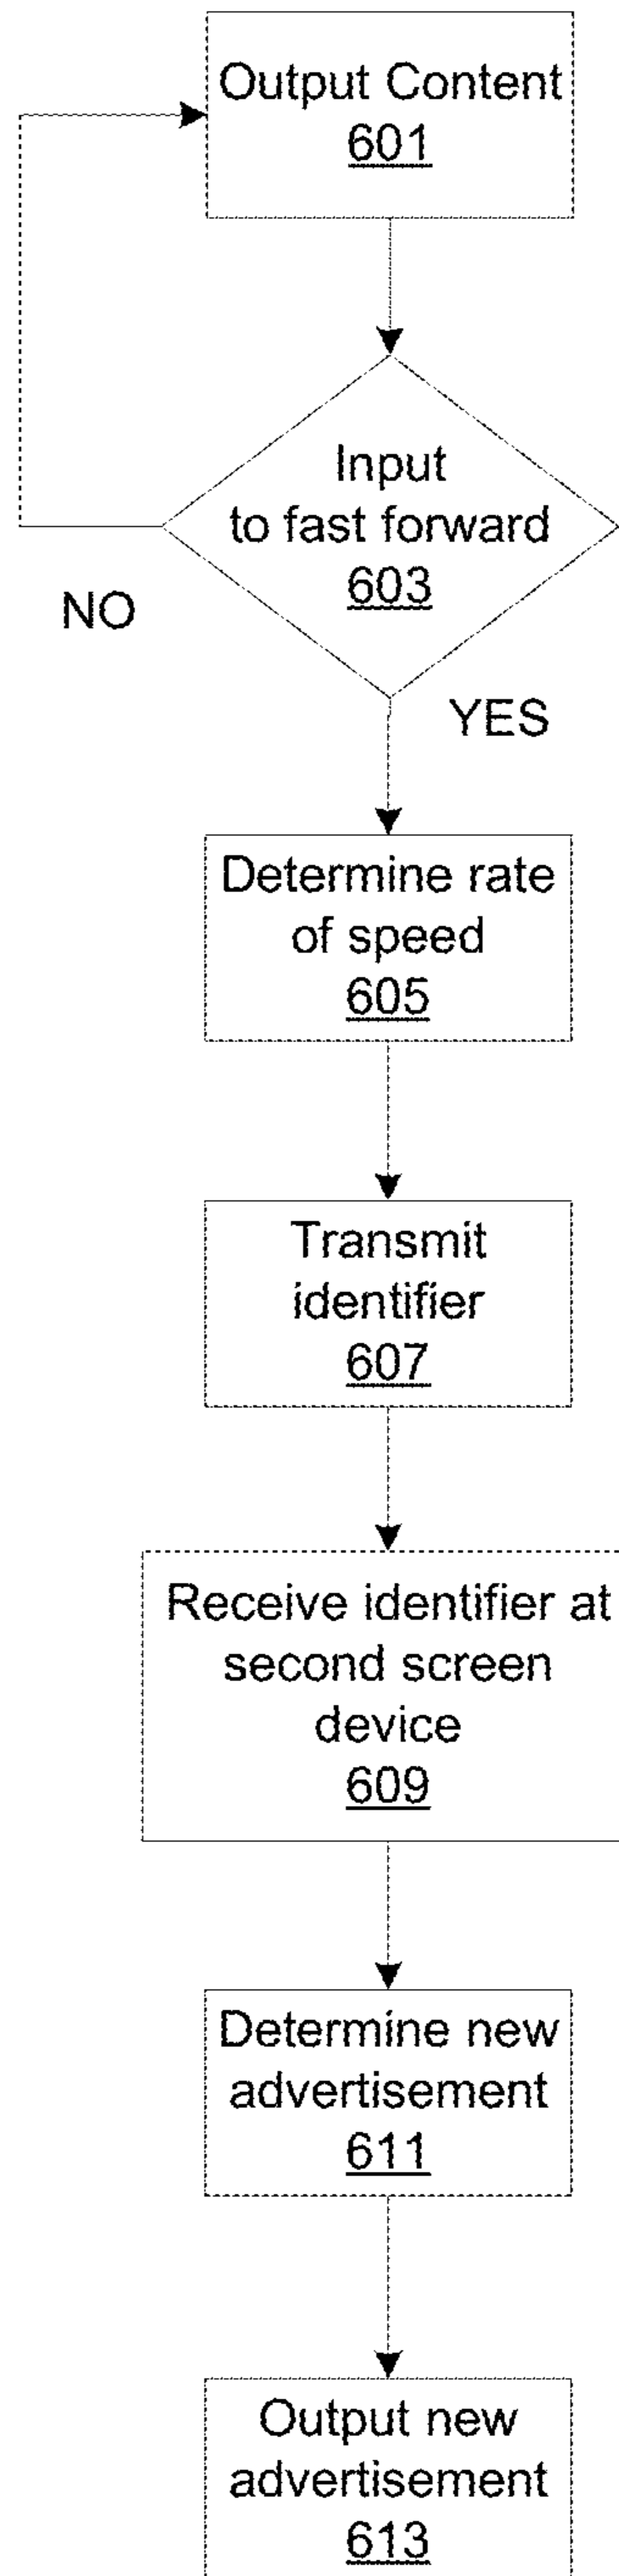 Output Content
601
Input
to fast forward
603
NO
YES
Determine rate
of speed
605
Transmit
identifier
607
Receive identifier at
second screen
device
609
Determine new
advertisement
611
Output new
advertisement
613